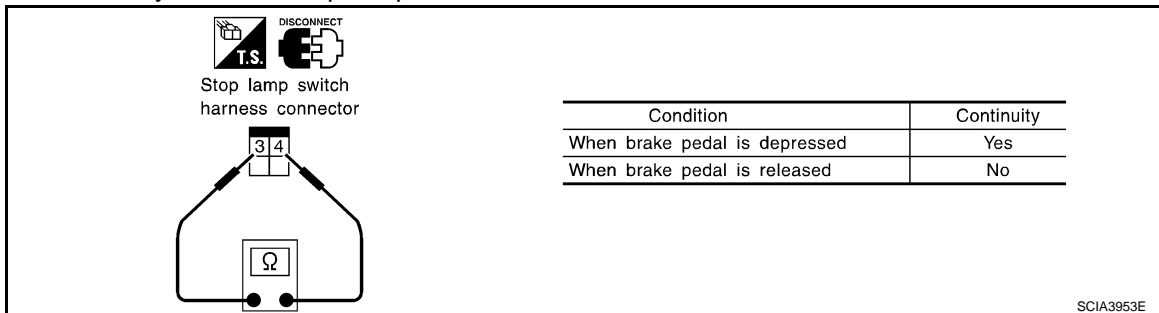 DISCONNECT
T.S.
Stop lamp switch
harness connector
3 4
Ω
Condition Continuity
When brake pedal is depressed Yes
When brake pedal is released No
SCIA3953E